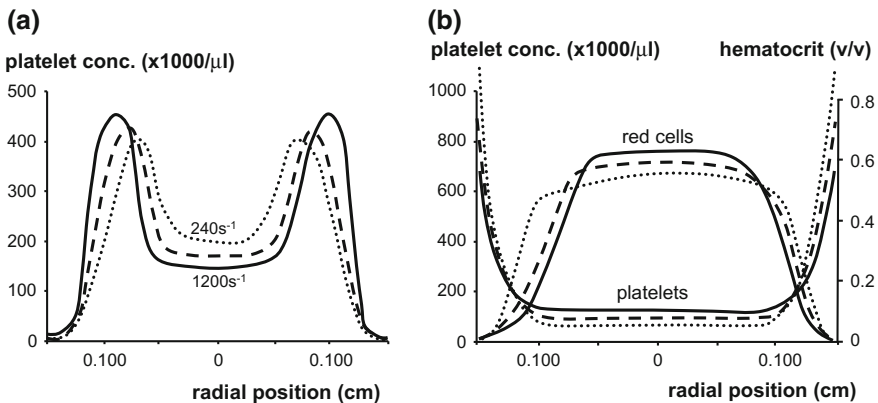 (a)
platelet conc. (x1000/µl)
500
400
300
200
100
0
240s⁻¹
1200s⁻¹
0.100 0 0.100
radial position (cm)
(b)
platelet conc. (x1000/µl) hematocrit (v/v)
1000
800
600
400
200
0
0.8
0.6
0.4
0.2
0
red cells
platelets
0.100 0 0.100
radial position (cm)